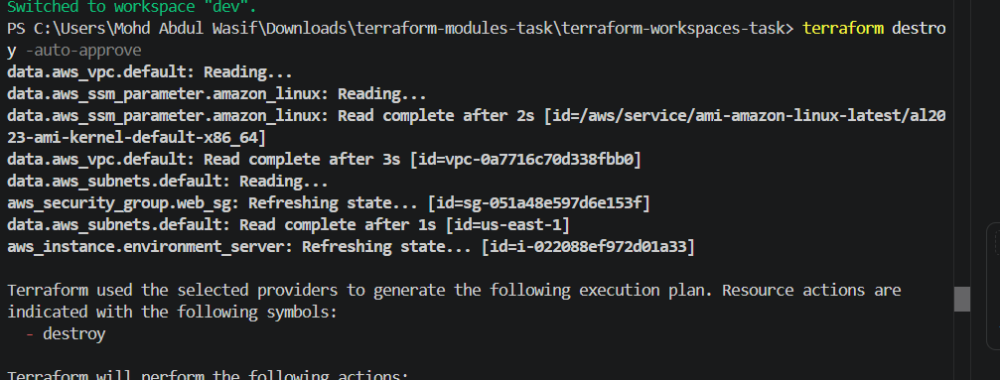 Switched to workspace "dev".
PS C:\Users\Mohd Abdul Wasif\Downloads\terraform-modules-task\terraform-workspaces-task> terraform destro
y -auto-approve
data.aws_vpc.default: Reading...
data.aws_ssm_parameter.amazon_linux: Reading...
data.aws_ssm_parameter.amazon_linux: Read complete after 2s [id=/aws/service/ami-amazon-linux-latest/al20
23-ami-kernel-default-x86_64]
data.aws_vpc.default: Read complete after 3s [id=vpc-0a7716c70d338fbb0]
data.aws_subnets.default: Reading...
aws_security_group.web_sg: Refreshing state... [id=sg-051a48e597d6e153f]
data.aws_subnets.default: Read complete after 1s [id=us-east-1]
aws_instance.environment_server: Refreshing state... [id=i-022088ef972d01a33]
Terraform used the selected providers to generate the following execution plan. Resource actions are
indicated with the following symbols:
- destroy
Terraform will perform the following actions: